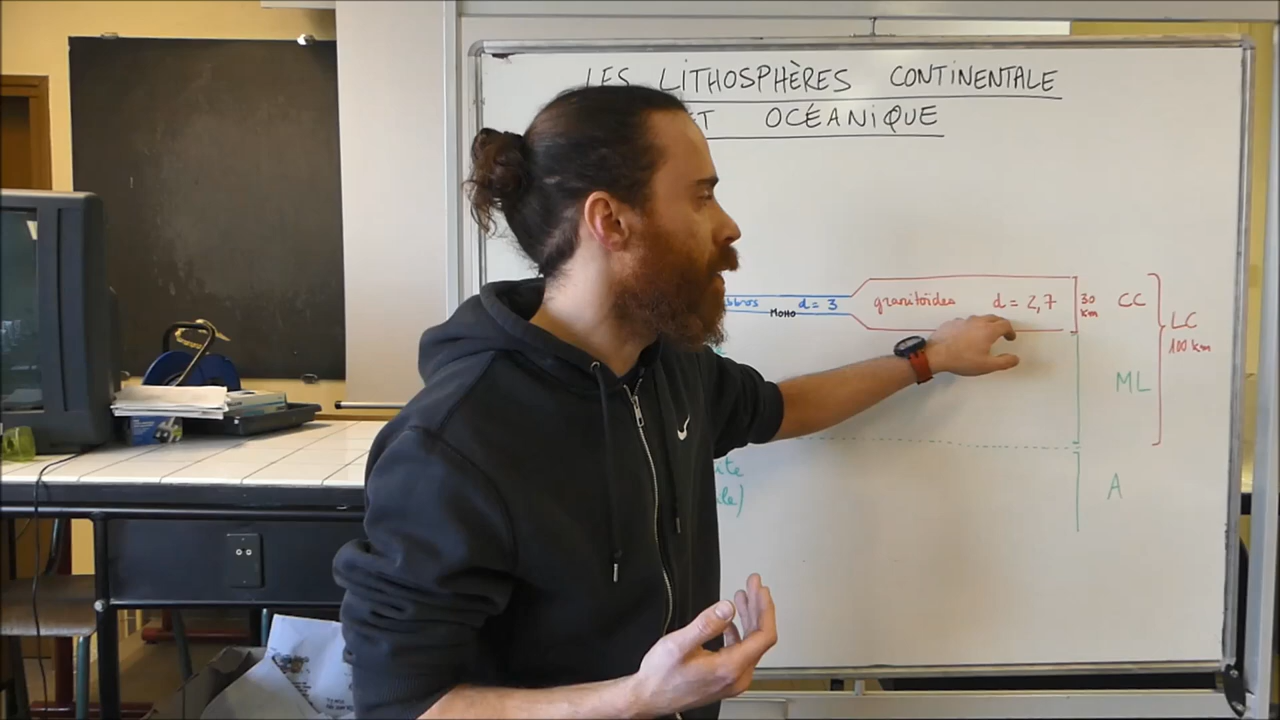 LES LITHOSPHÈRES CONTINENTALE
ET OCÉANIQUE
d = 3
MOHO
granitoïdes d = 2,7
30 km
CC
LC
100 km
ML
A